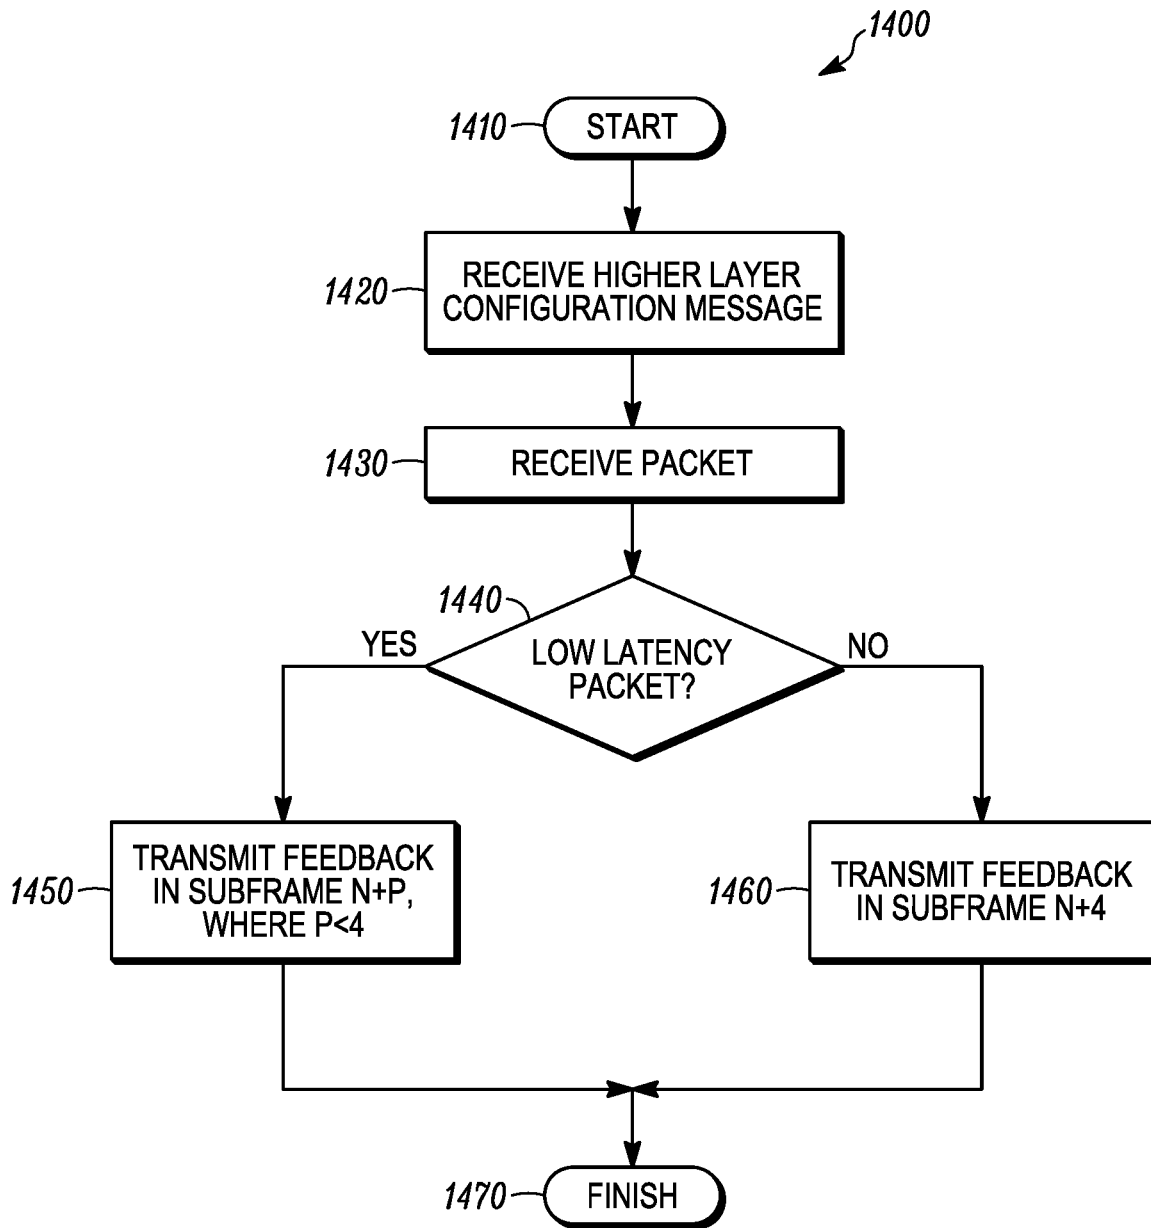 1400
1410
START
1420
RECEIVE HIGHER LAYER
CONFIGURATION MESSAGE
1430
RECEIVE PACKET
1440
YES
NO
LOW LATENCY
PACKET?
1450
TRANSMIT FEEDBACK
IN SUBFRAME N+P,
WHERE P<4
1460
TRANSMIT FEEDBACK
IN SUBFRAME N+4
1470
FINISH